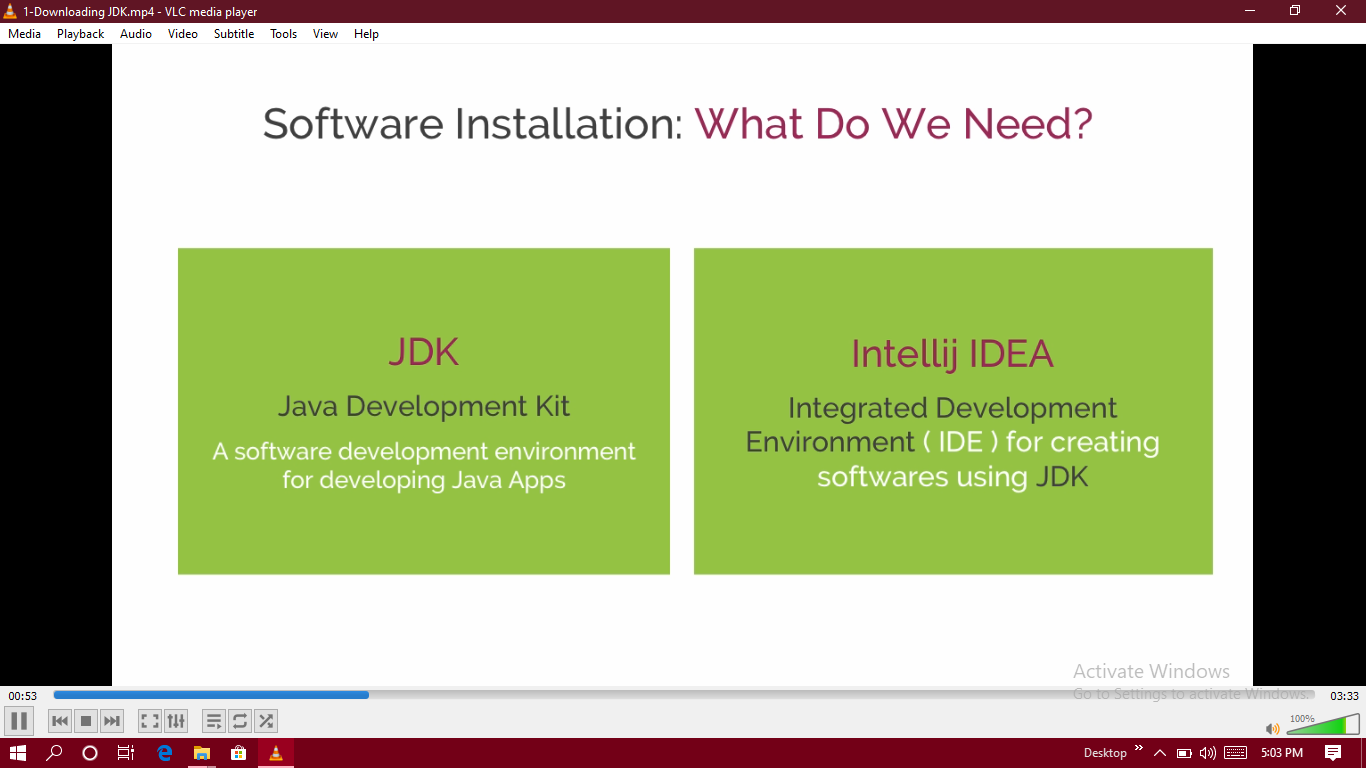 1-Downloading JDK.mp4 - VLC media player
Media Playback Audio Video Subtitle Tools View Help
Software Installation: What Do We Need?
JDK
Java Development Kit
A software development environment
for developing Java Apps
Intellij IDEA
Integrated Development
Environment ( IDE ) for creating
softwares using JDK
Activate Windows
Go to Settings to activate Windows.
00:53
03:33
100%
Desktop
5:03 PM